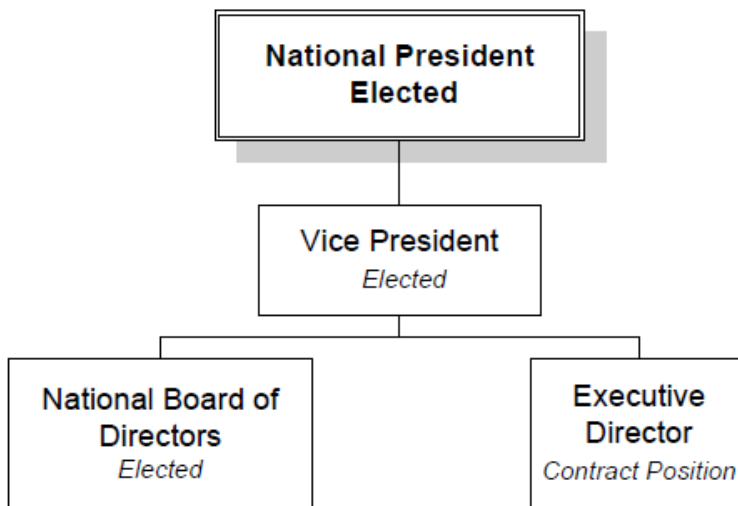 National President
Elected
Vice President
Elected
National Board of
Directors
Elected
Executive
Director
Contract Position